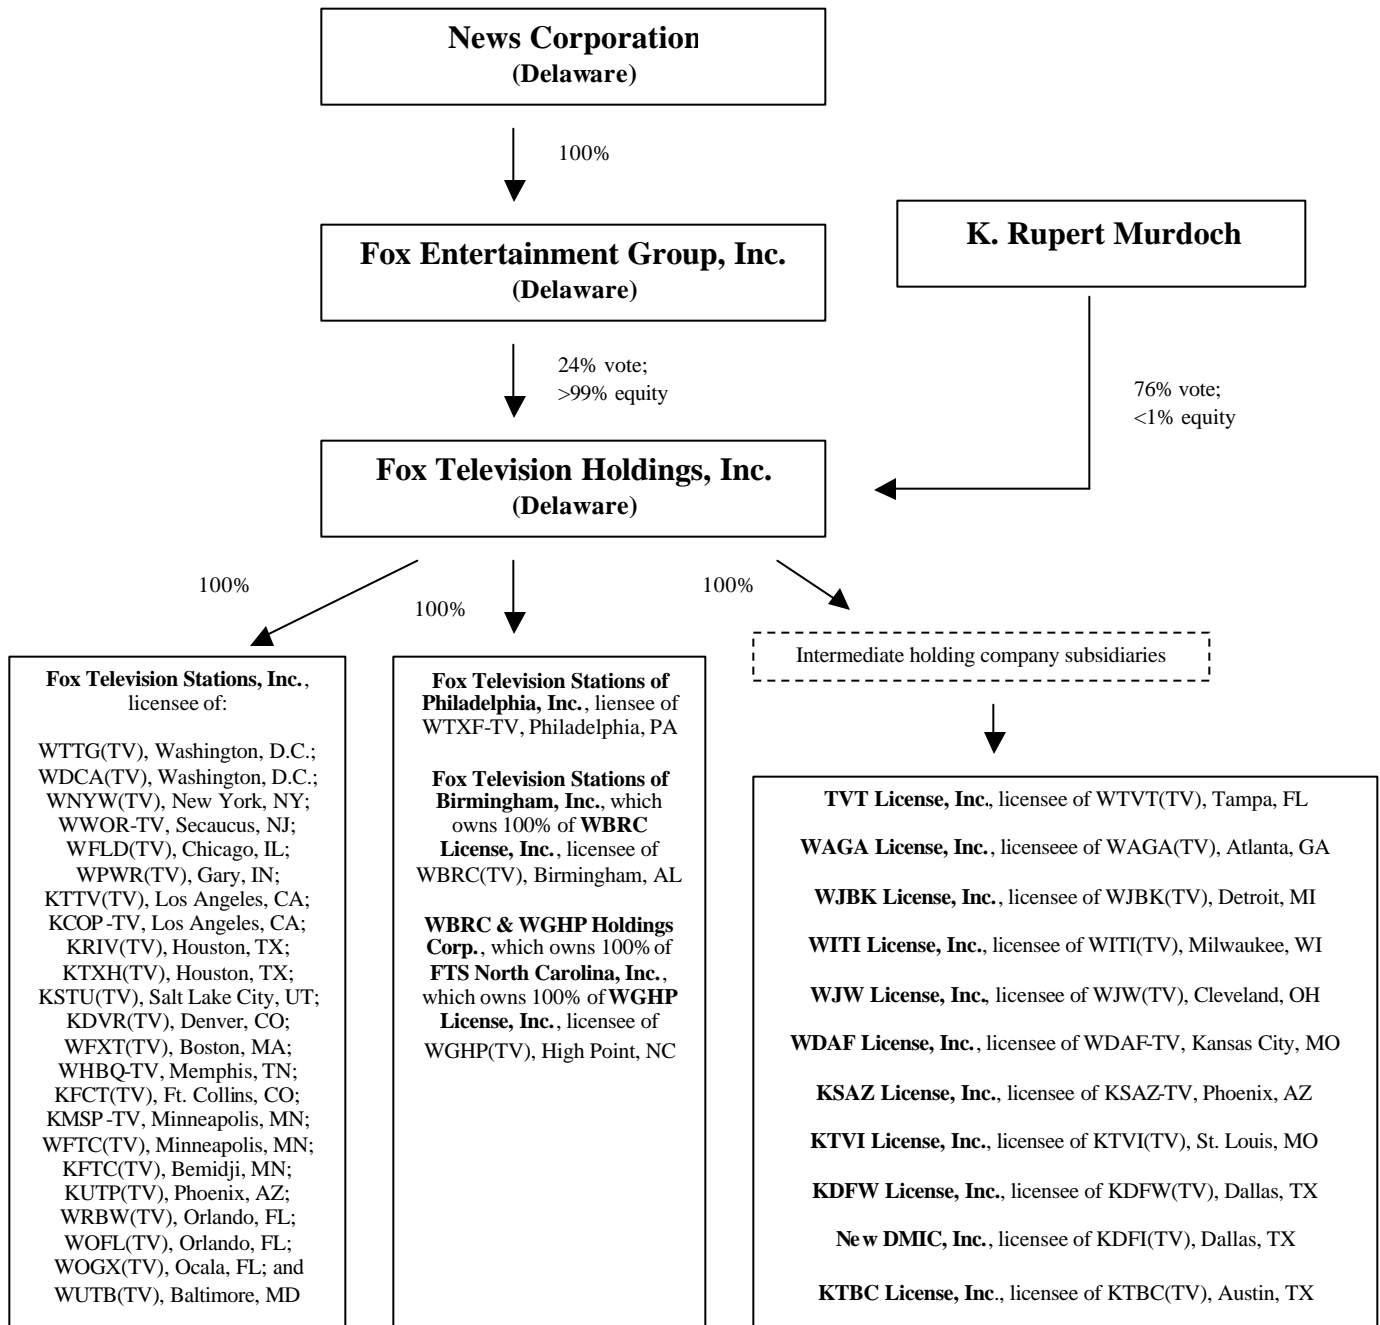 News Corporation
(Delaware)
100%
Fox Entertainment Group, Inc.
(Delaware)
K. Rupert Murdoch
24% vote;
>99% equity
76% vote;
<1% equity
Fox Television Holdings, Inc.
(Delaware)
100%
100%
100%
Fox Television Stations, Inc.,
licensee of:
WTTG(TV), Washington, D.C.;
WDCA(TV), Washington, D.C.;
WNYW(TV), New York, NY;
WWOR-TV, Secaucus, NJ;
WFLD(TV), Chicago, IL;
WPWR(TV), Gary, IN;
KTTV(TV), Los Angeles, CA;
KCOP-TV, Los Angeles, CA;
KRIV(TV), Houston, TX;
KTXH(TV), Houston, TX;
KSTU(TV), Salt Lake City, UT;
KDVR(TV), Denver, CO;
WFXT(TV), Boston, MA;
WHBQ-TV, Memphis, TN;
KFCT(TV), Ft. Collins, CO;
KMSP-TV, Minneapolis, MN;
WFTC(TV), Minneapolis, MN;
KFTC(TV), Bemidji, MN;
KUTP(TV), Phoenix, AZ;
WRBW(TV), Orlando, FL;
WOFL(TV), Orlando, FL;
WOGX(TV), Ocala, FL; and
WUTB(TV), Baltimore, MD
Fox Television Stations of
Philadelphia, Inc., liensee of
WTXF-TV, Philadelphia, PA
Fox Television Stations of
Birmingham, Inc., which
owns 100% of WBRC
License, Inc., licensee of
WBRC(TV), Birmingham, AL
WBRC & WGHP Holdings
Corp., which owns 100% of
FTS North Carolina, Inc.,
which owns 100% of WGHP
License, Inc., licensee of
WGHP(TV), High Point, NC
Intermediate holding company subsidiaries
TVT License, Inc., licensee of WTVT(TV), Tampa, FL
WAGA License, Inc., licenseee of WAGA(TV), Atlanta, GA
WJBK License, Inc., licensee of WJBK(TV), Detroit, MI
WITI License, Inc., licensee of WITI(TV), Milwaukee, WI
WJW License, Inc., licensee of WJW(TV), Cleveland, OH
WDAF License, Inc., licensee of WDAF-TV, Kansas City, MO
KSAZ License, Inc., licensee of KSAZ-TV, Phoenix, AZ
KTVI License, Inc., licensee of KTVI(TV), St. Louis, MO
KDFW License, Inc., licensee of KDFW(TV), Dallas, TX
New DMIC, Inc., licensee of KDFI(TV), Dallas, TX
KTBC License, Inc., licensee of KTBC(TV), Austin, TX